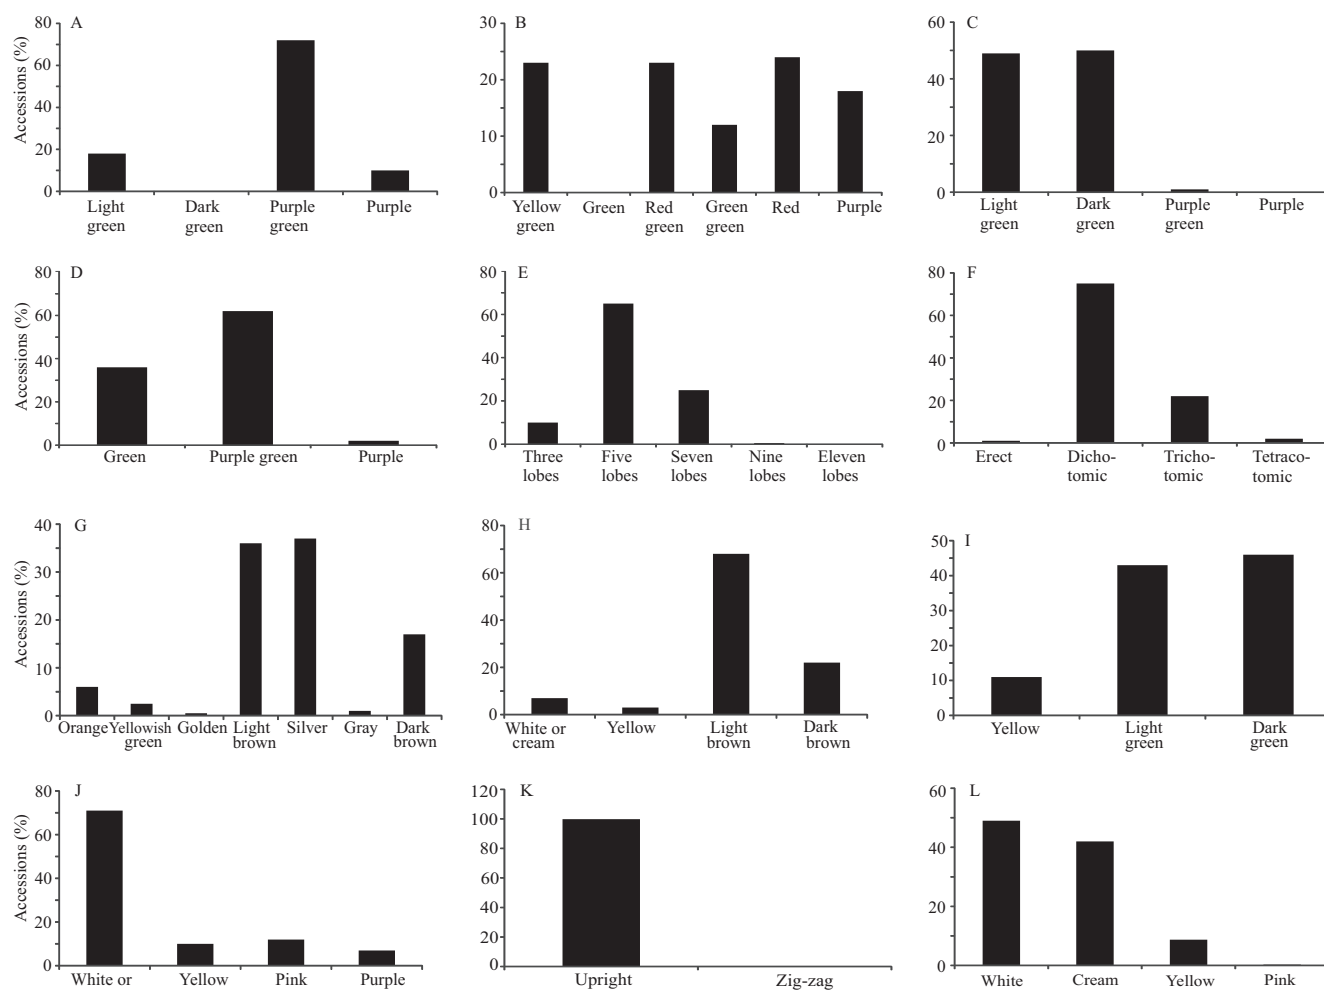 A
Accessions (%)
80
60
40
20
0
Light green
Dark green
Purple green
Purple
B
30
20
10
0
Yellow green
Green
Red green
Green green
Red
Purple
C
60
40
20
0
Light green
Dark green
Purple green
Purple
D
Accessions (%)
80
60
40
20
0
Green
Purple green
Purple
E
80
60
40
20
0
Three lobes
Five lobes
Seven lobes
Nine lobes
Eleven lobes
F
80
60
40
20
0
Erect
Dicho-
tomic
Tricho-
tomic
Tetraco-
tomic
G
Accessions (%)
40
30
20
10
0
Orange
Yellowish green
Golden
Light brown
Silver
Gray
Dark brown
H
80
60
40
20
0
White or cream
Yellow
Light brown
Dark brown
I
50
40
30
20
10
0
Yellow
Light green
Dark green
J
Accessions (%)
80
60
40
20
0
White or
Yellow
Pink
Purple
K
120
100
80
60
40
20
0
Upright
Zig-zag
L
60
40
20
0
White
Cream
Yellow
Pink